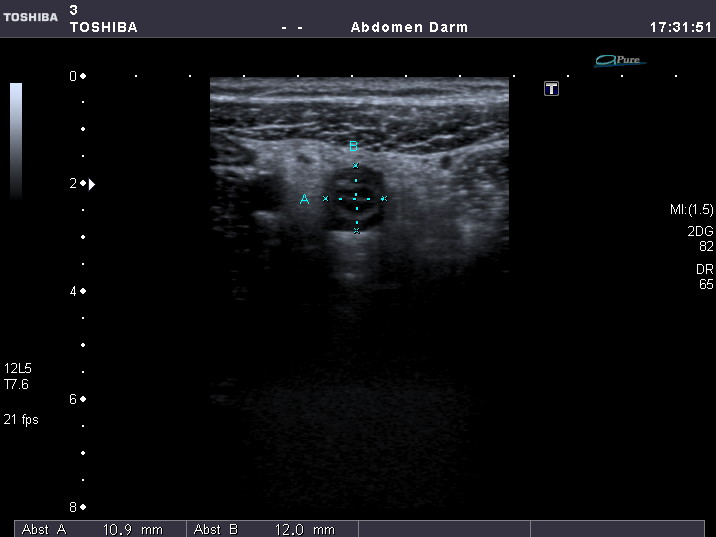 TOSHIBA
3
TOSHIBA - - Abdomen Darm 17:31:51
aPure
T
0
B
2
A
MI:(1.5)
2DG
82
DR
65
4
12L5
T7.6
21 fps
6
8
Abst A 10.9 mm Abst B 12.0 mm